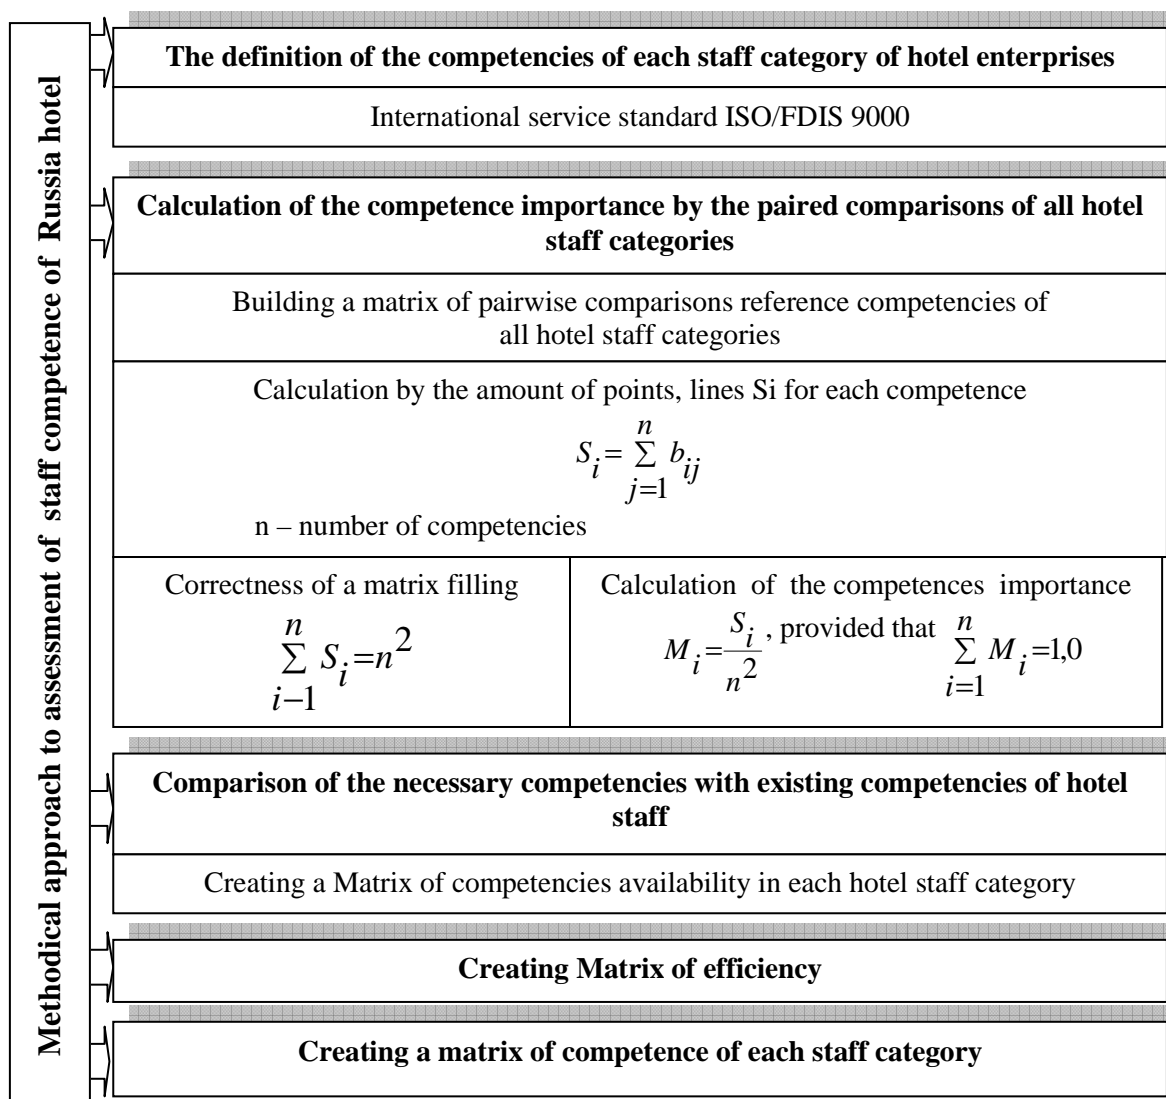 Methodical approach to assessment of staff competence of Russia hotel
The definition of the competencies of each staff category of hotel enterprises
International service standard ISO/FDIS 9000
Calculation of the competence importance by the paired comparisons of all hotel
staff categories
Building a matrix of pairwise comparisons reference competencies of
all hotel staff categories
Calculation by the amount of points, lines Si for each competence
S_i = ∑_{j=1}^{n} b_{ij}
n – number of competencies
Correctness of a matrix filling
∑_{i–1}^{n} S_i = n^2
Calculation of the competences importance
M_i = S_i / n^2 , provided that ∑_{i=1}^{n} M_i = 1,0
Comparison of the necessary competencies with existing competencies of hotel
staff
Creating a Matrix of competencies availability in each hotel staff category
Creating Matrix of efficiency
Creating a matrix of competence of each staff category